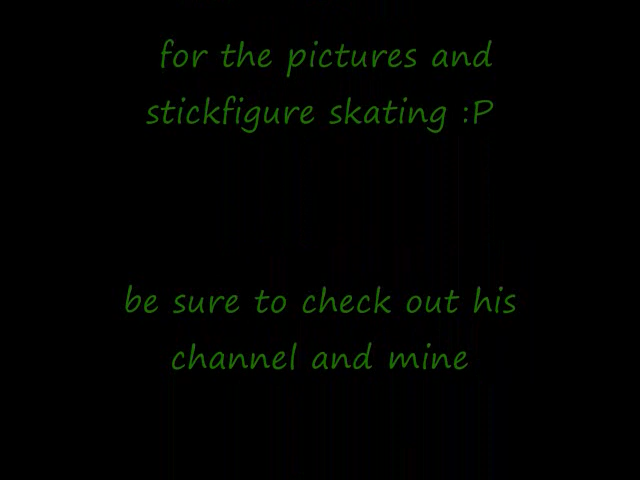 for the pictures and
stickfigure skating :P
be sure to check out his
channel and mine